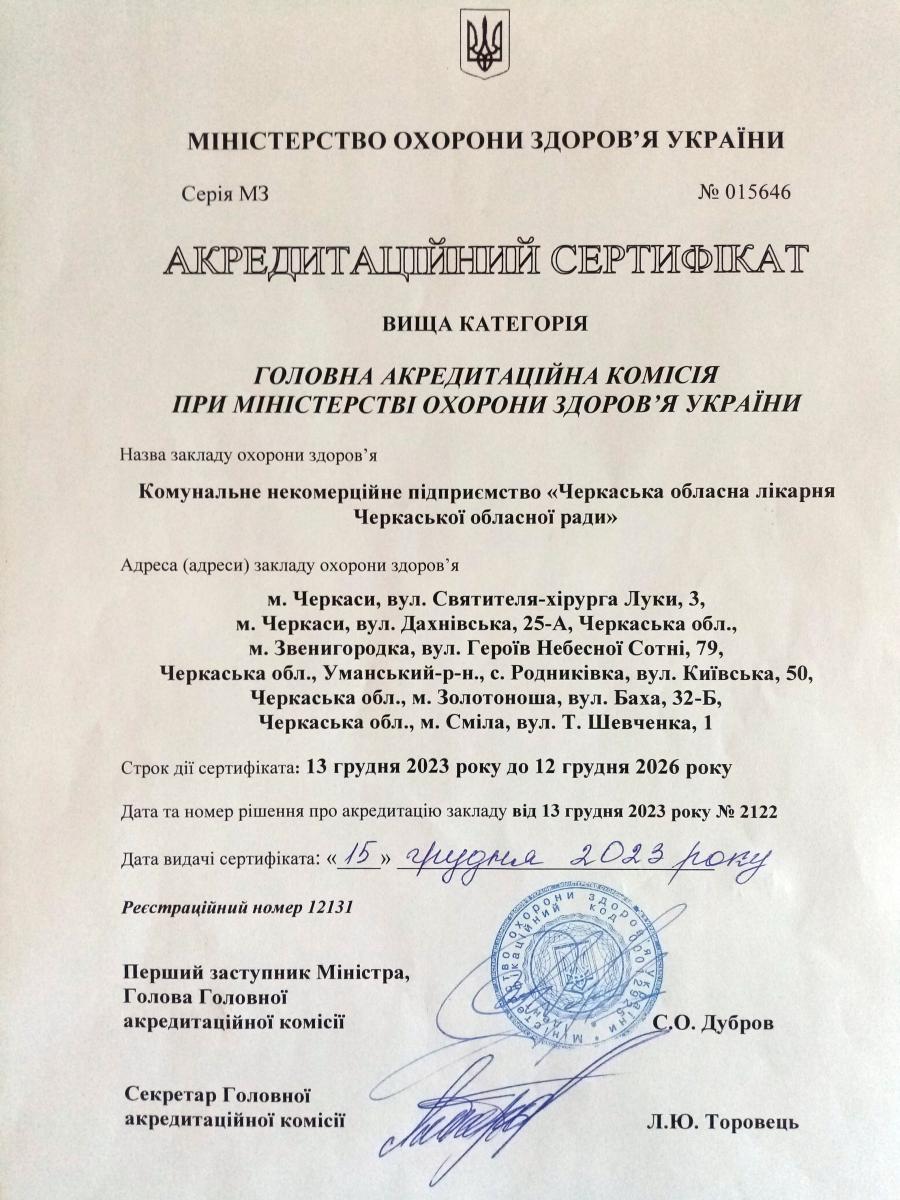 МІНІСТЕРСТВО ОХОРОНИ ЗДОРОВ’Я УКРАЇНИ
Серія МЗ № 015646
АКРЕДИТАЦІЙНИЙ СЕРТИФІКАТ
ВИЩА КАТЕГОРІЯ
ГОЛОВНА АКРЕДИТАЦІЙНА КОМІСІЯ
ПРИ МІНІСТЕРСТВІ ОХОРОНИ ЗДОРОВ’Я УКРАЇНИ
Назва закладу охорони здоров’я
Комунальне некомерційне підприємство «Черкаська обласна лікарня
Черкаської обласної ради»
Адреса (адреси) закладу охорони здоров’я
м. Черкаси, вул. Святителя-хірурга Луки, 3,
м. Черкаси, вул. Дахнівська, 25-А, Черкаська обл.,
м. Звенигородка, вул. Героїв Небесної Сотні, 79,
Черкаська обл., Уманський-р-н., с. Родниківка, вул. Київська, 50,
Черкаська обл., м. Золотоноша, вул. Баха, 32-Б,
Черкаська обл., м. Сміла, вул. Т. Шевченка, 1
Строк дії сертифіката: 13 грудня 2023 року до 12 грудня 2026 року
Дата та номер рішення про акредитацію закладу від 13 грудня 2023 року № 2122
Дата видачі сертифіката: «15» грудня 2023 року
Реєстраційний номер 12131
Міністерство охорони здоров'я України
Перший заступник Міністра,
Голова Головної
акредитаційної комісії С.О. Дубров
Секретар Головної
акредитаційної комісії Л.Ю. Торовець